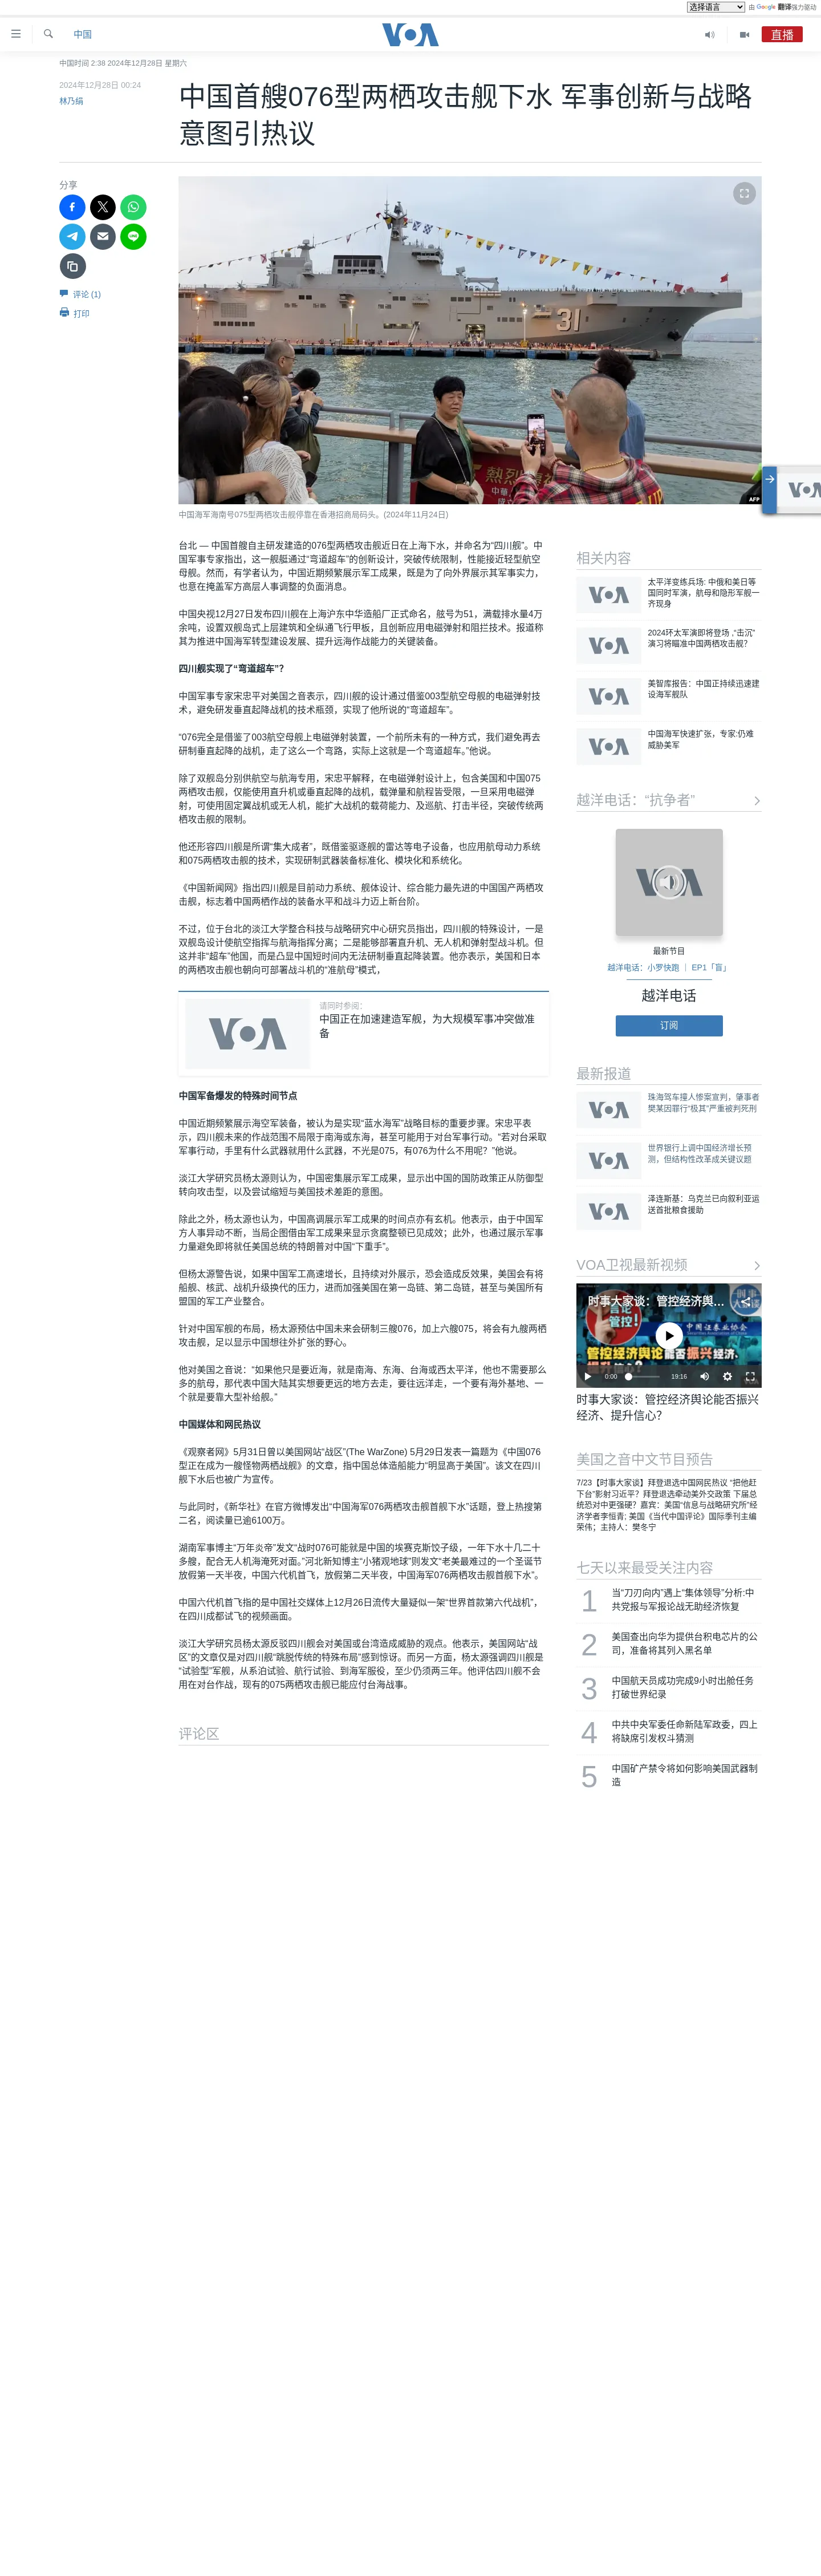 选择语言
由 Google 翻译强力驱动
中国
VOA
直播
中国时间 2:38 2024年12月28日 星期六
2024年12月28日 00:24
林乃绢
中国首艘076型两栖攻击舰下水 军事创新与战略
意图引热议
分享
评论 (1)
打印
31
AFP
中国海军海南号075型两栖攻击舰停靠在香港招商局码头。(2024年11月24日)
台北 — 中国首艘自主研发建造的076型两栖攻击舰近日在上海下水，并命名为“四川舰”。中
国军事专家指出，这一舰艇通过“弯道超车”的创新设计，突破传统限制，性能接近轻型航空
母舰。然而，有学者认为，中国近期频繁展示军工成果，既是为了向外界展示其军事实力，
也意在掩盖军方高层人事调整的负面消息。
中国央视12月27日发布四川舰在上海沪东中华造船厂正式命名，舷号为51，满载排水量4万
余吨，设置双舰岛式上层建筑和全纵通飞行甲板，且创新应用电磁弹射和阻拦技术。报道称
其为推进中国海军转型建设发展、提升远海作战能力的关键装备。
四川舰实现了“弯道超车”？
中国军事专家宋忠平对美国之音表示，四川舰的设计通过借鉴003型航空母舰的电磁弹射技
术，避免研发垂直起降战机的技术瓶颈，实现了他所说的“弯道超车”。
“076完全是借鉴了003航空母舰上电磁弹射装置，一个前所未有的一种方式，我们避免再去
研制垂直起降的战机，走了这么一个弯路，实际上这就是一个弯道超车。”他说。
除了双舰岛分别供航空与航海专用，宋忠平解释，在电磁弹射设计上，包含美国和中国075
两栖攻击舰，仅能使用直升机或垂直起降的战机，载弹量和航程皆受限，一旦采用电磁弹
射，可使用固定翼战机或无人机，能扩大战机的载荷能力、及巡航、打击半径，突破传统两
栖攻击舰的限制。
他还形容四川舰是所谓“集大成者”，既借鉴驱逐舰的雷达等电子设备，也应用航母动力系统
和075两栖攻击舰的技术，实现研制武器装备标准化、模块化和系统化。
《中国新闻网》指出四川舰是目前动力系统、舰体设计、综合能力最先进的中国国产两栖攻
击舰，标志着中国两栖作战的装备水平和战斗力迈上新台阶。
不过，位于台北的淡江大学整合科技与战略研究中心研究员指出，四川舰的特殊设计，一是
双舰岛设计使航空指挥与航海指挥分离；二是能够部署直升机、无人机和弹射型战斗机。但
这并非“超车”他国，而是凸显中国短时间内无法研制垂直起降装置。他亦表示，美国和日本
的两栖攻击舰也朝向可部署战斗机的“准航母”模式，
VOA
请同时参阅：
中国正在加速建造军舰，为大规模军事冲突做准
备
中国军备爆发的特殊时间节点
中国近期频繁展示海空军装备，被认为是实现“蓝水海军”战略目标的重要步骤。宋忠平表
示，四川舰未来的作战范围不局限于南海或东海，甚至可能用于对台军事行动。“若对台采取
军事行动，手里有什么武器就用什么武器，不光是075，有076为什么不用呢？”他说。
淡江大学研究员杨太源则认为，中国密集展示军工成果，显示出中国的国防政策正从防御型
转向攻击型，以及尝试缩短与美国技术差距的意图。
除此之外，杨太源也认为，中国高调展示军工成果的时间点亦有玄机。他表示，由于中国军
方人事异动不断，当局企图借由军工成果来显示贪腐整顿已见成效；此外，也通过展示军事
力量避免即将就任美国总统的特朗普对中国“下重手”。
但杨太源警告说，如果中国军工高速增长，且持续对外展示，恐会造成反效果，美国会有将
船舰、核武、战机升级换代的压力，进而加强美国在第一岛链、第二岛链，甚至与美国所有
盟国的军工产业整合。
针对中国军舰的布局，杨太源预估中国未来会研制三艘076，加上六艘075，将会有九艘两栖
攻击舰，足以显示中国想往外扩张的野心。
他对美国之音说：“如果他只是要近海，就是南海、东海、台海或西太平洋，他也不需要那么
多的航母，那代表中国大陆其实想要更远的地方去走，要往远洋走，一个要有海外基地、一
个就是要靠大型补给舰。”
中国媒体和网民热议
《观察者网》5月31日曾以美国网站“战区”(The WarZone) 5月29日发表一篇题为《中国076
型正在成为一艘怪物两栖战舰》的文章，指中国总体造船能力“明显高于美国”。该文在四川
舰下水后也被广为宣传。
与此同时，《新华社》在官方微博发出“中国海军076两栖攻击舰首舰下水”话题，登上热搜第
二名，阅读量已逾6100万。
湖南军事博主“万年炎帝”发文“战时076可能就是中国的埃赛克斯饺子级，一年下水十几二十
多艘，配合无人机海淹死对面。”河北新知博主“小猪观地球”则发文“老美最难过的一个圣诞节
放假第一天半夜，中国六代机首飞，放假第二天半夜，中国海军076两栖攻击舰首舰下水”。
中国六代机首飞指的是中国社交媒体上12月26日流传大量疑似一架“世界首款第六代战机”，
在四川成都试飞的视频画面。
淡江大学研究员杨太源反驳四川舰会对美国或台湾造成威胁的观点。他表示，美国网站“战
区”的文章仅是对四川舰“跳脱传统的特殊布局”感到惊讶。而另一方面，杨太源强调四川舰是
“试验型”军舰，从系泊试验、航行试验、到海军服役，至少仍须两三年。他评估四川舰不会
用在对台作战，现有的075两栖攻击舰已能应付台海战事。
评论区
相关内容
太平洋变练兵场: 中俄和美日等
国同时军演，航母和隐形军舰一
齐现身
2024环太军演即将登场 ,“击沉”
演习将瞄准中国两栖攻击舰？
美智库报告：中国正持续迅速建
设海军舰队
中国海军快速扩张，专家:仍难
威胁美军
越洋电话：“抗争者”
最新节目
越洋电话：小罗快跑 ｜ EP1「盲」
越洋电话
订阅
最新报道
珠海驾车撞人惨案宣判，肇事者
樊某因罪行“极其”严重被判死刑
世界银行上调中国经济增长预
测，但结构性改革成关键议题
泽连斯基：乌克兰已向叙利亚运
送首批粮食援助
VOA卫视最新视频
时事大家谈：管控经济舆...
0:00
19:16
时事大家谈：管控经济舆论能否振兴
经济、提升信心？
美国之音中文节目预告
7/23【时事大家谈】拜登退选中国网民热议 “把他赶
下台”影射习近平？拜登退选牵动美外交政策 下届总
统恐对中更强硬？嘉宾：美国“信息与战略研究所”经
济学者李恒青; 美国《当代中国评论》国际季刊主编
荣伟；主持人：樊冬宁
七天以来最受关注内容
1
当“刀刃向内”遇上“集体领导”分析:中
共党报与军报论战无助经济恢复
2
美国查出向华为提供台积电芯片的公
司，准备将其列入黑名单
3
中国航天员成功完成9小时出舱任务
打破世界纪录
4
中共中央军委任命新陆军政委，四上
将缺席引发权斗猜测
5
中国矿产禁令将如何影响美国武器制
造